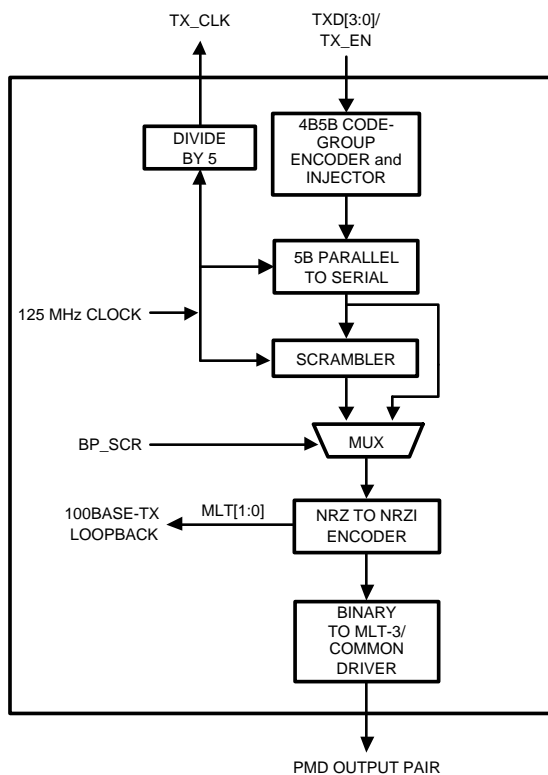 TX_CLK
TXD[3:0]/
TX_EN
DIVIDE
BY 5
4B5B CODE-
GROUP
ENCODER and
INJECTOR
5B PARALLEL
TO SERIAL
125 MHz CLOCK
SCRAMBLER
MUX
BP_SCR
100BASE-TX
LOOPBACK
MLT[1:0]
NRZ TO NRZI
ENCODER
BINARY
TO MLT-3/
COMMON
DRIVER
PMD OUTPUT PAIR